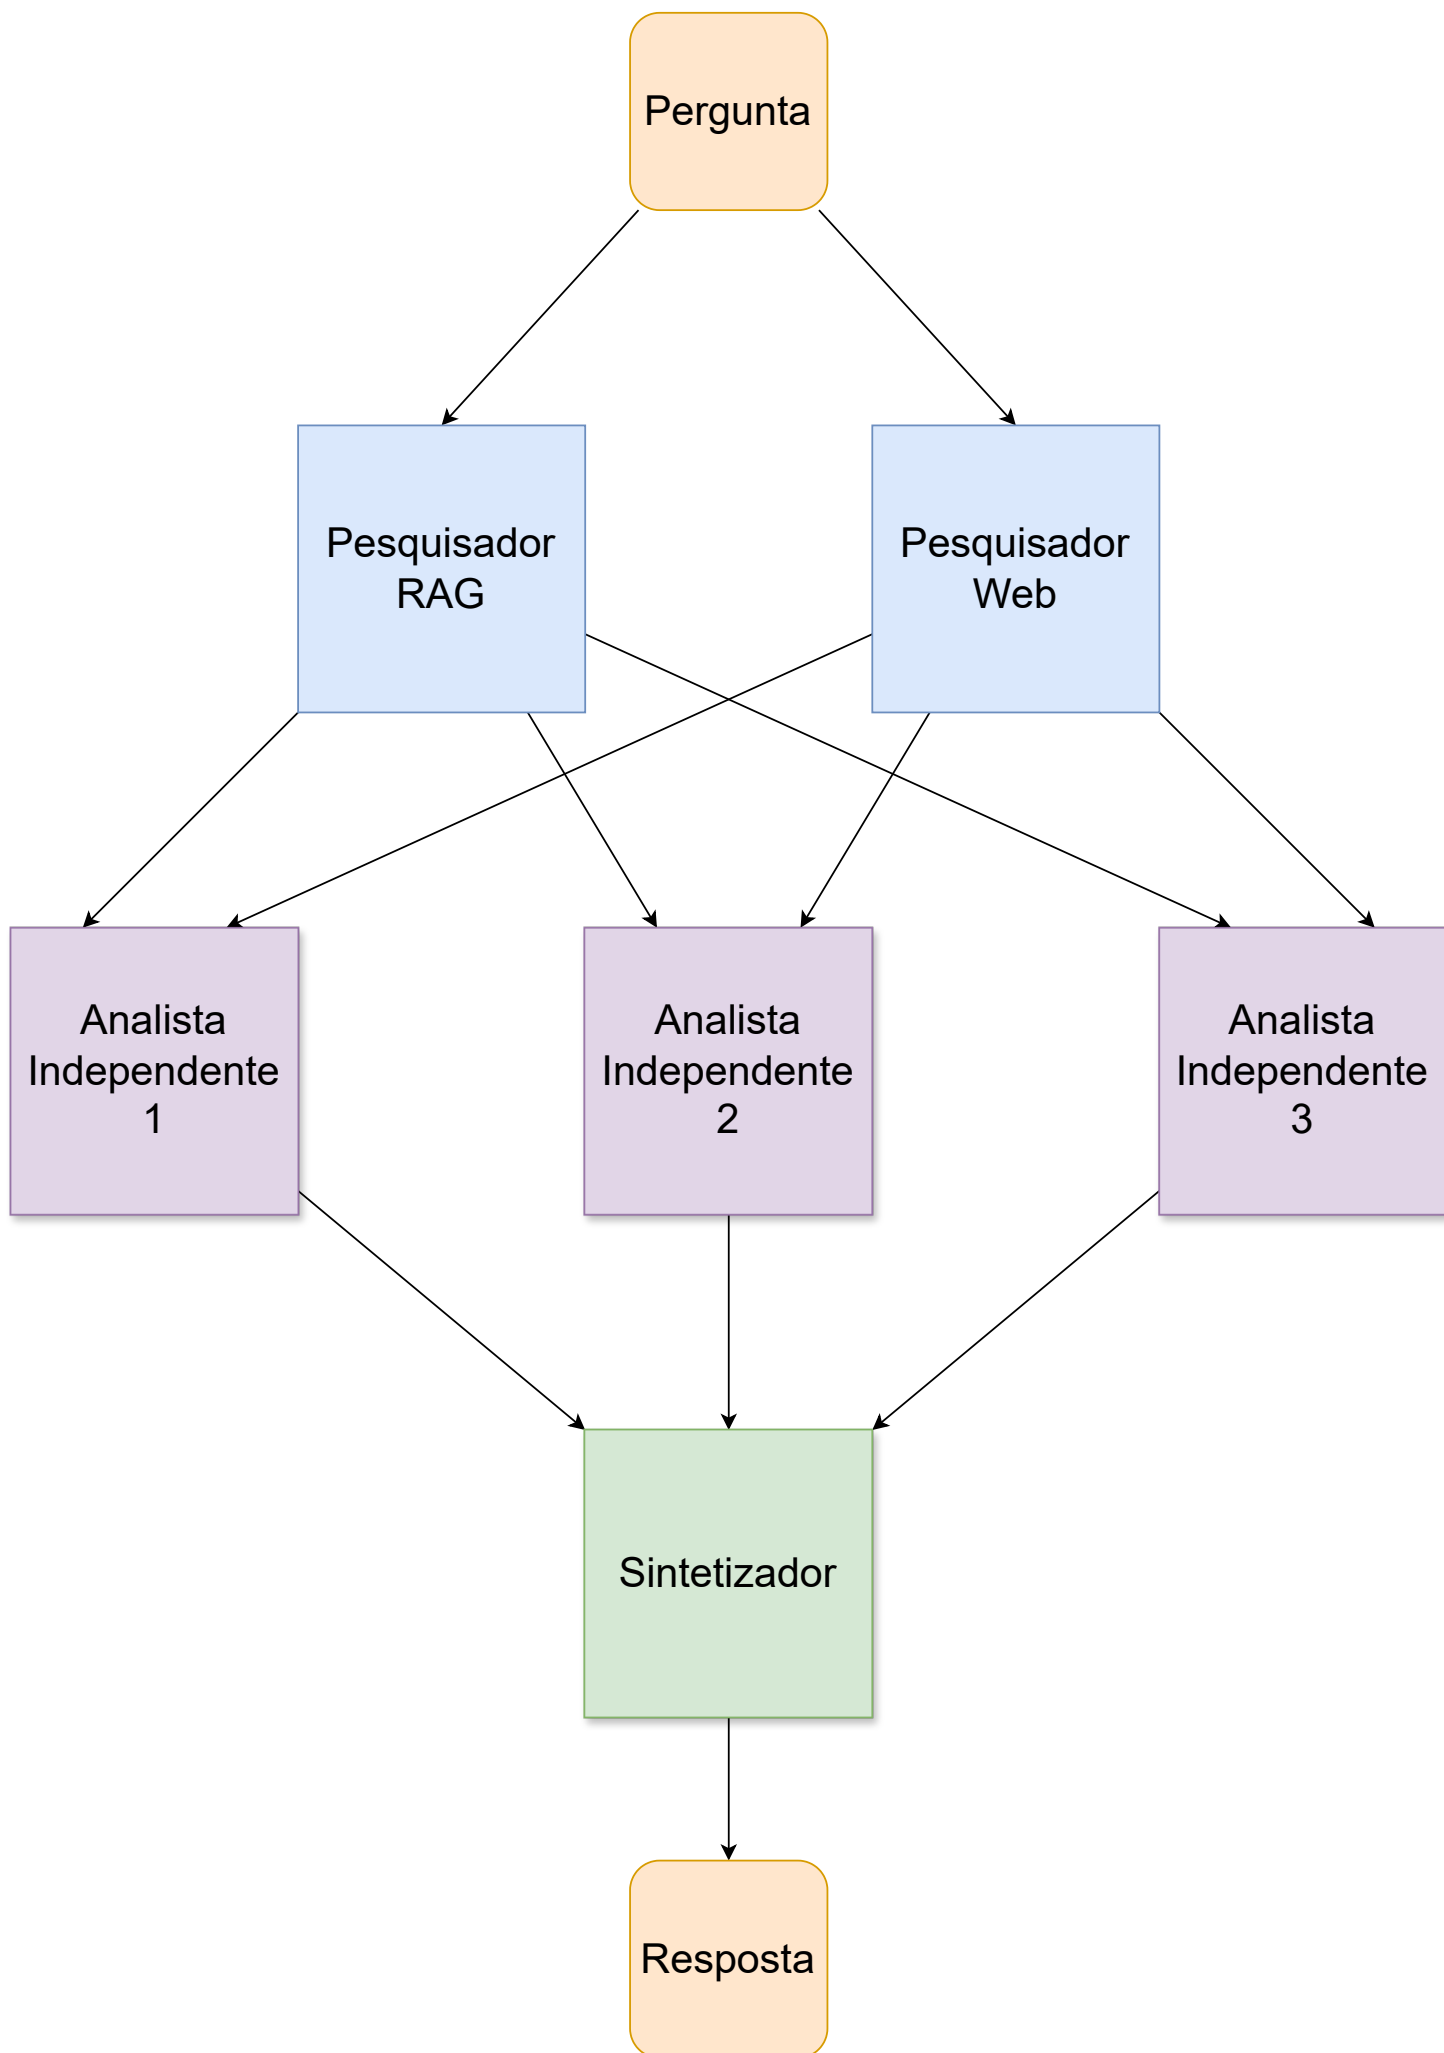 Pergunta
Pesquisador
RAG
Pesquisador
Web
Analista
Independente
1
Analista
Independente
2
Analista
Independente
3
Sintetizador
Resposta